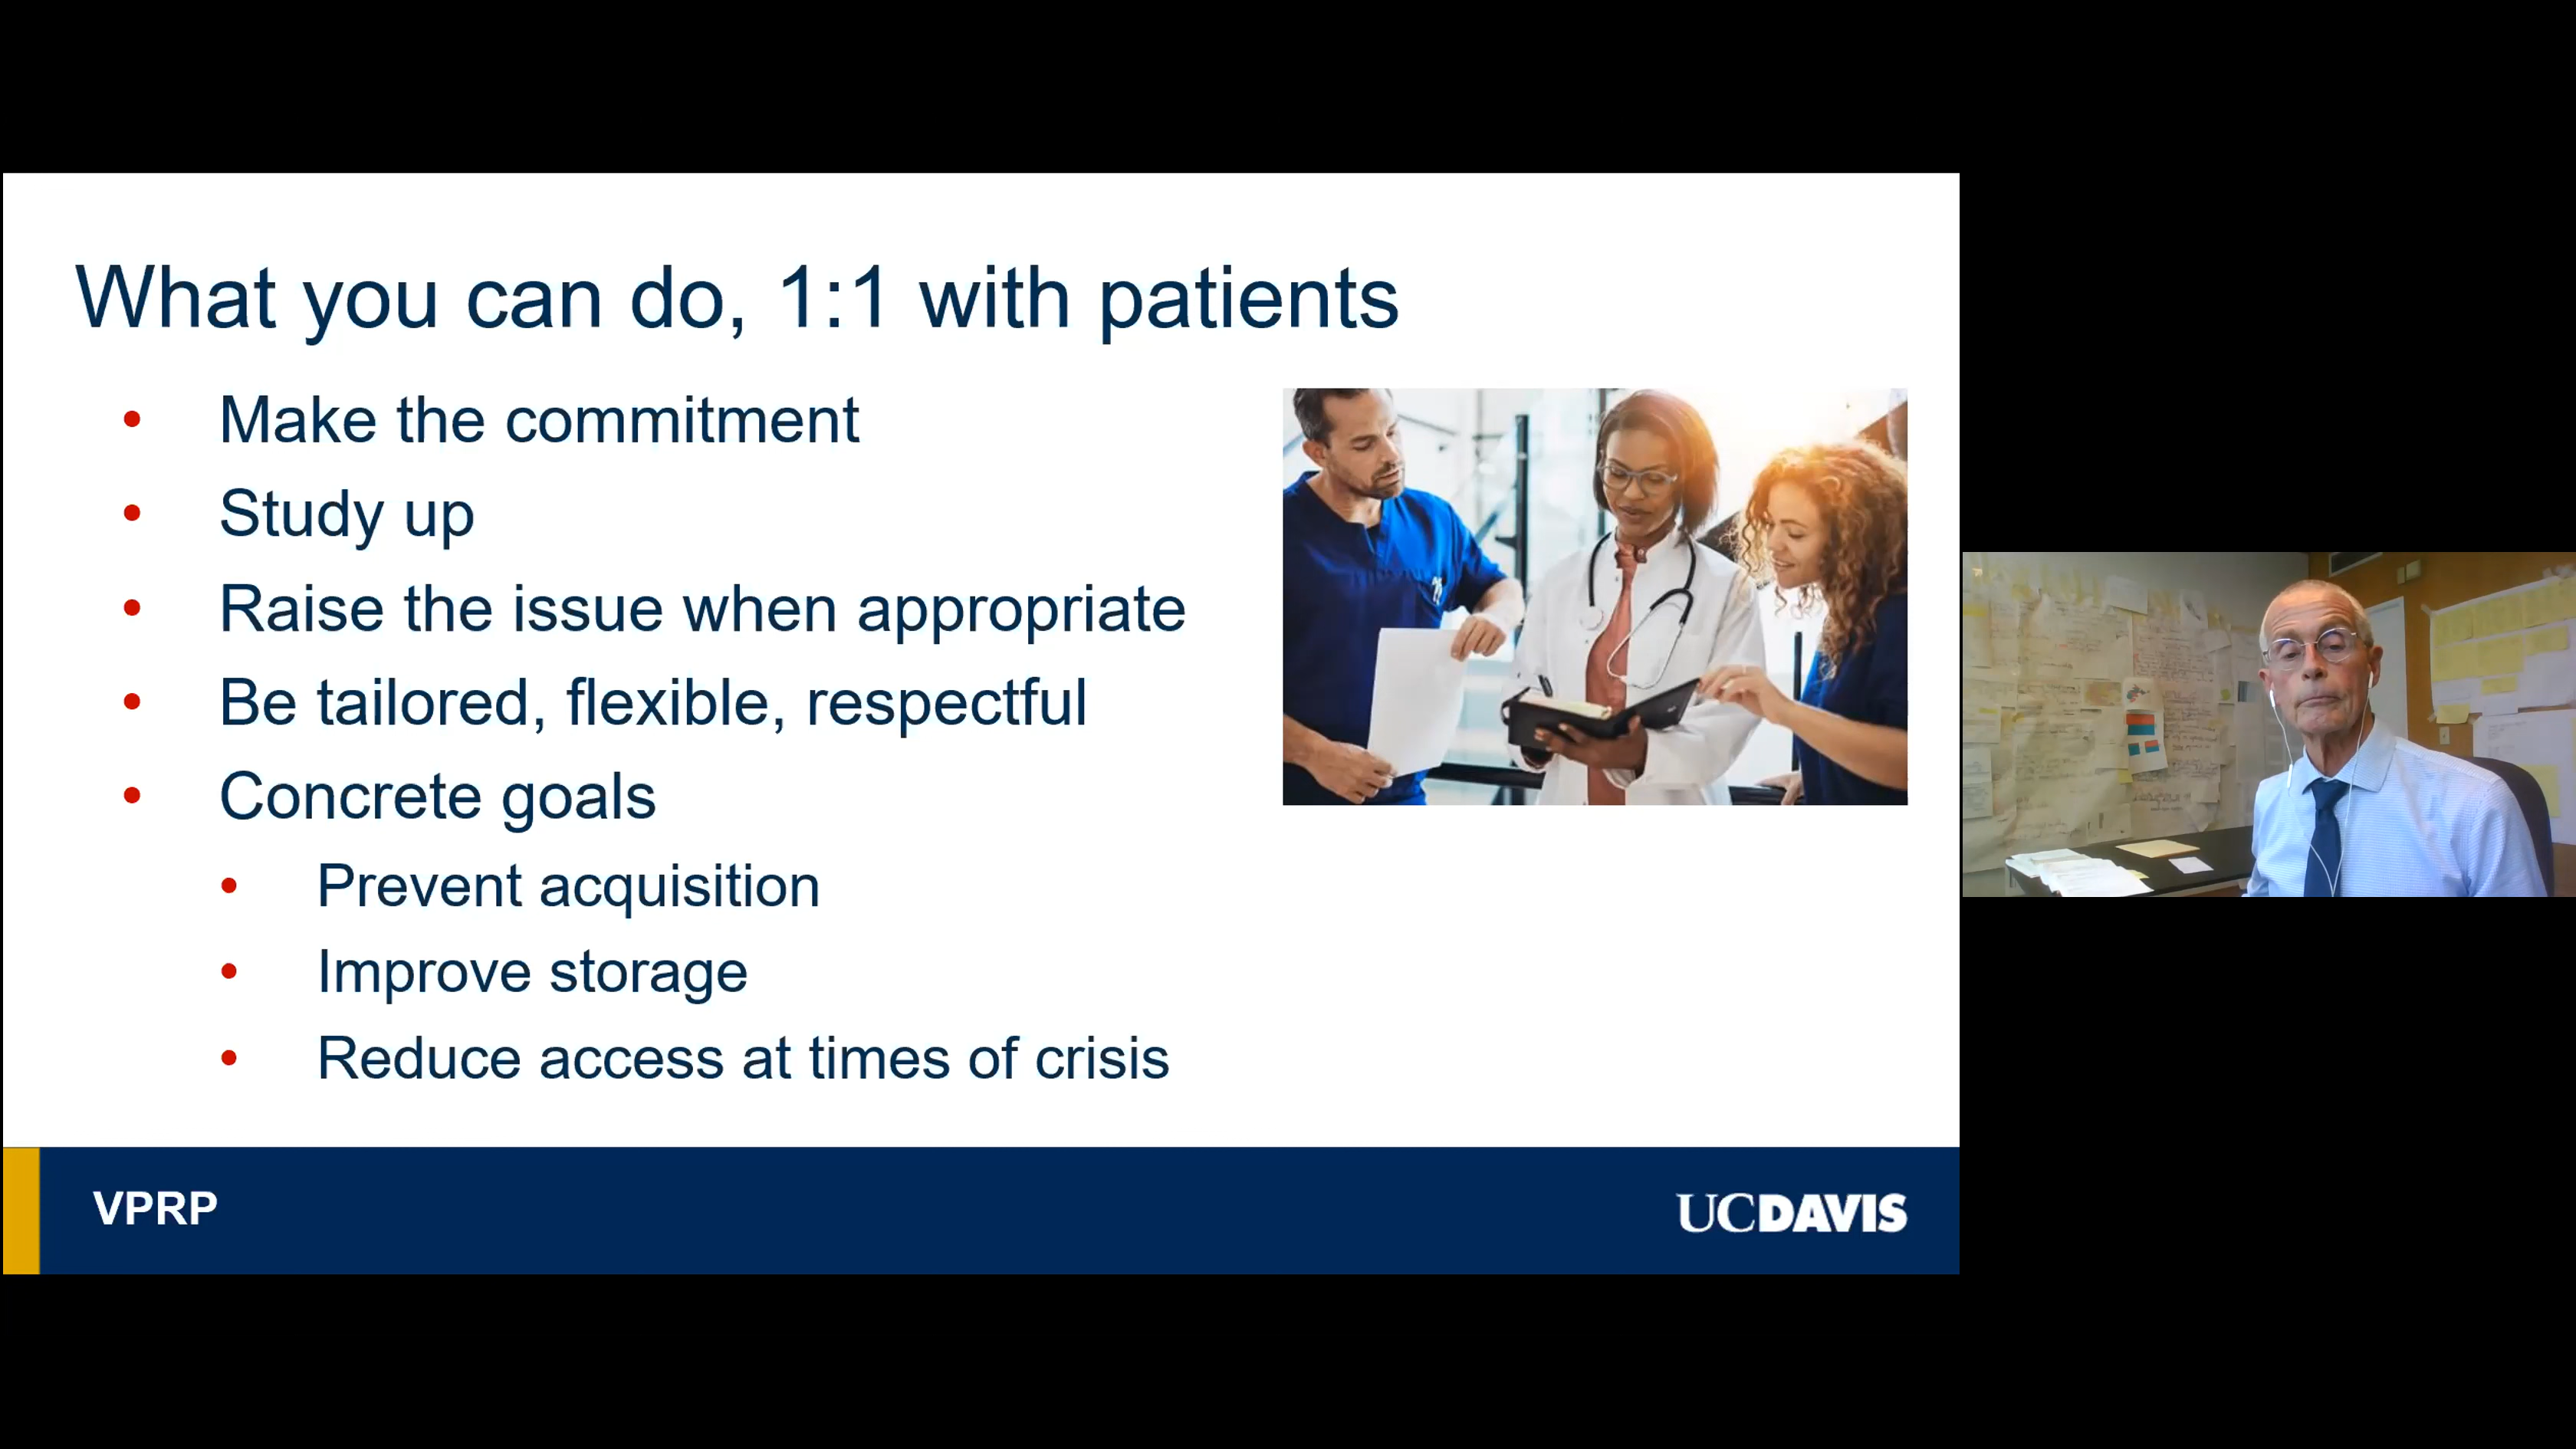 What you can do, 1:1 with patients
• Make the commitment
• Study up
• Raise the issue when appropriate
• Be tailored, flexible, respectful
• Concrete goals
• Prevent acquisition
• Improve storage
• Reduce access at times of crisis
VPRP
UCDAVIS